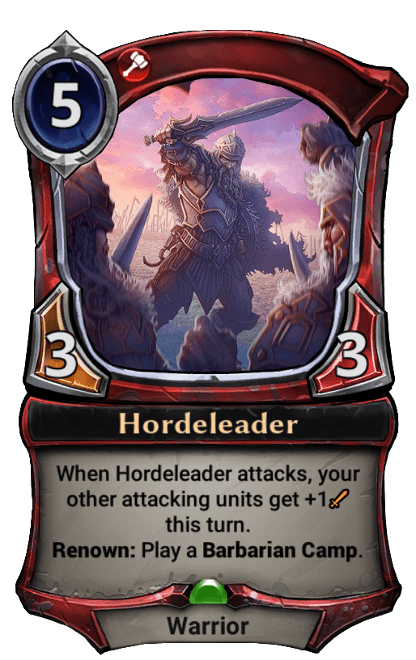 5
3
3
Hordeleader
When Hordeleader attacks, your
other attacking units get +1
this turn.
Renown: Play a Barbarian Camp.
Warrior